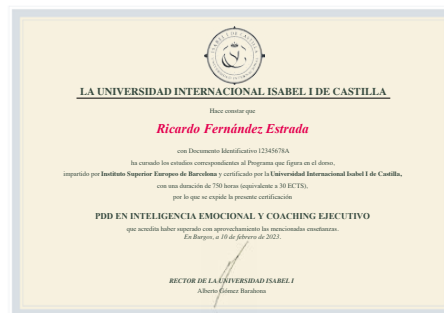 ISABEL I DE CASTILLA
LA UNIVERSIDAD INTERNACIONAL ISABEL I DE CASTILLA
Hace constar que
Ricardo Fernández Estrada
con Documento Identificativo 12345678A
ha cursado los estudios correspondientes al Programa que figura en el dorso,
impartido por Instituto Superior Europeo de Barcelona y certificado por la Universidad Internacional Isabel I de Castilla,
con una duración de 750 horas (equivalente a 30 ECTS),
por lo que se expide la presente certificación
PDD EN INTELIGENCIA EMOCIONAL Y COACHING EJECUTIVO
que acredita haber superado con aprovechamiento las mencionadas enseñanzas.
En Burgos, a 10 de febrero de 2023.
RECTOR DE LA UNIVERSIDAD ISABEL I
Alberto Gómez Barahona